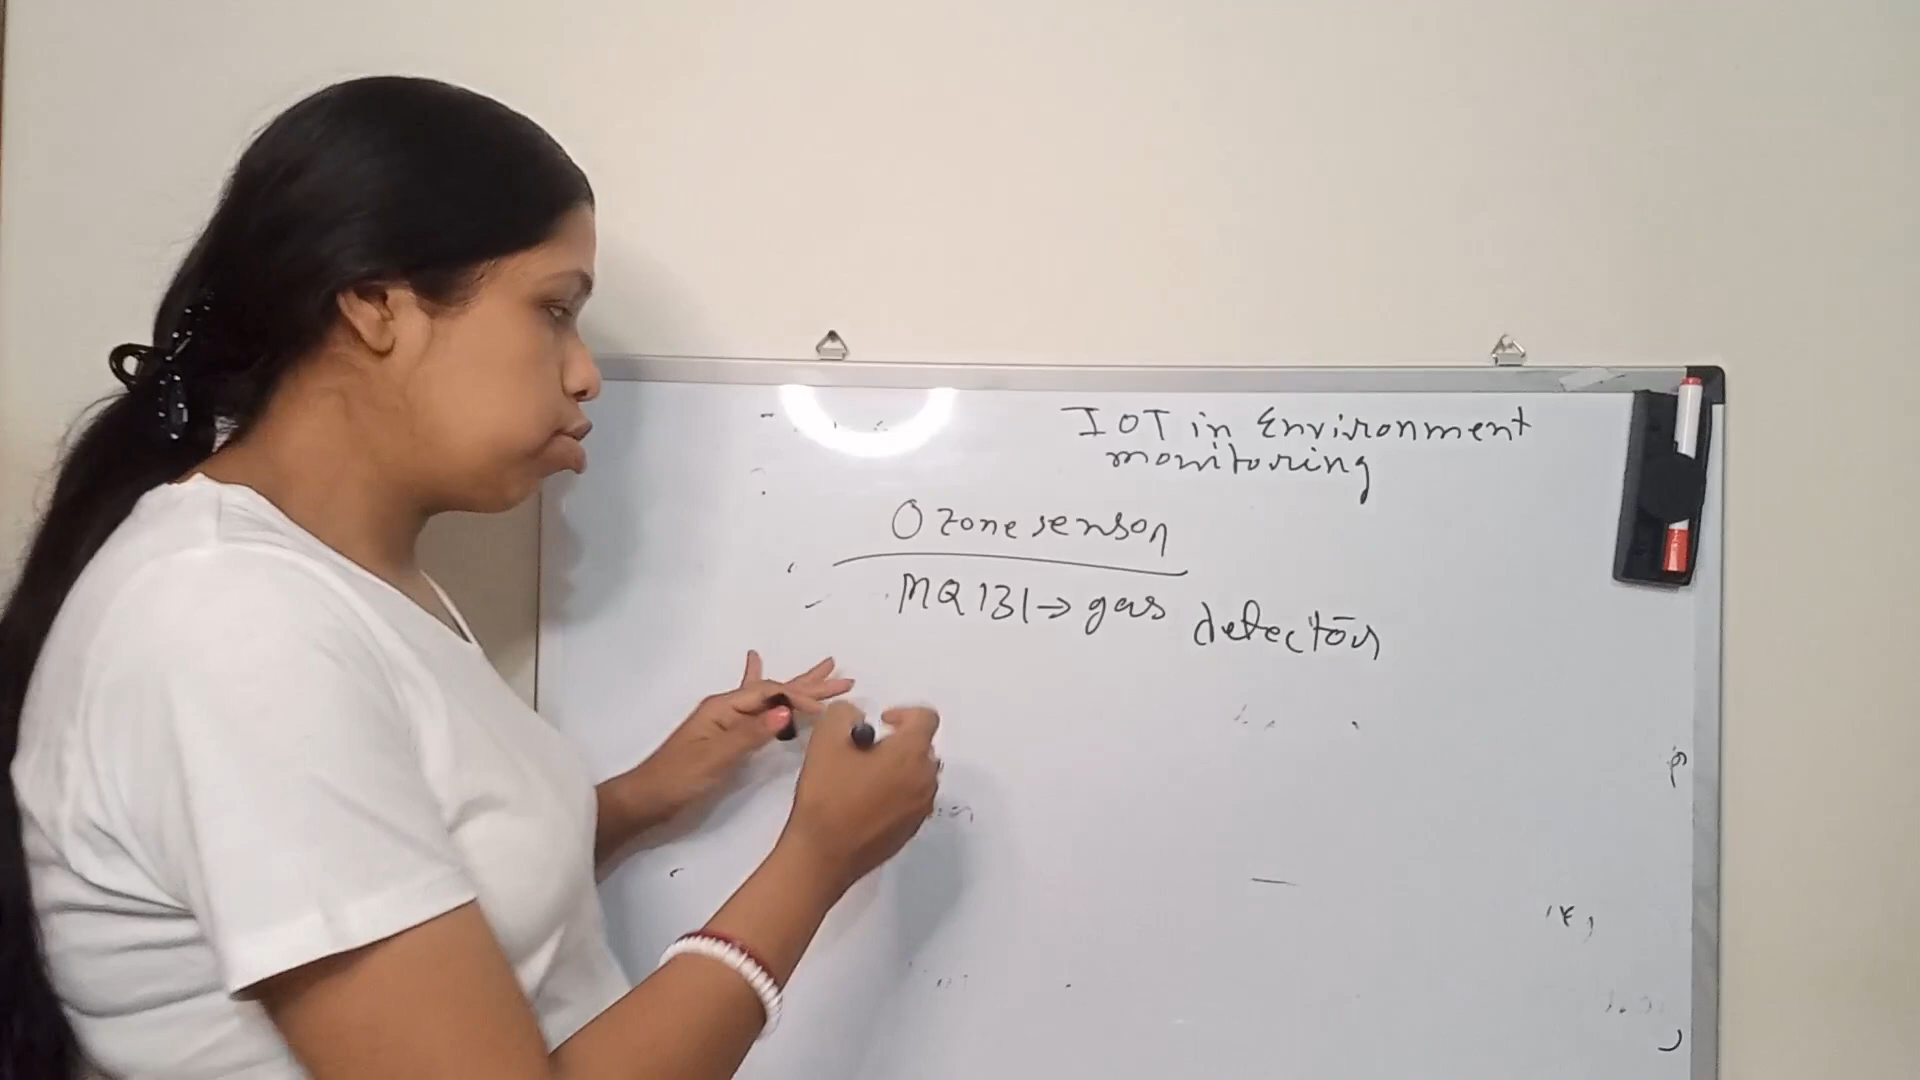 IOT in Environment
monitoring
Ozone sensor
MQ131→ gas detector